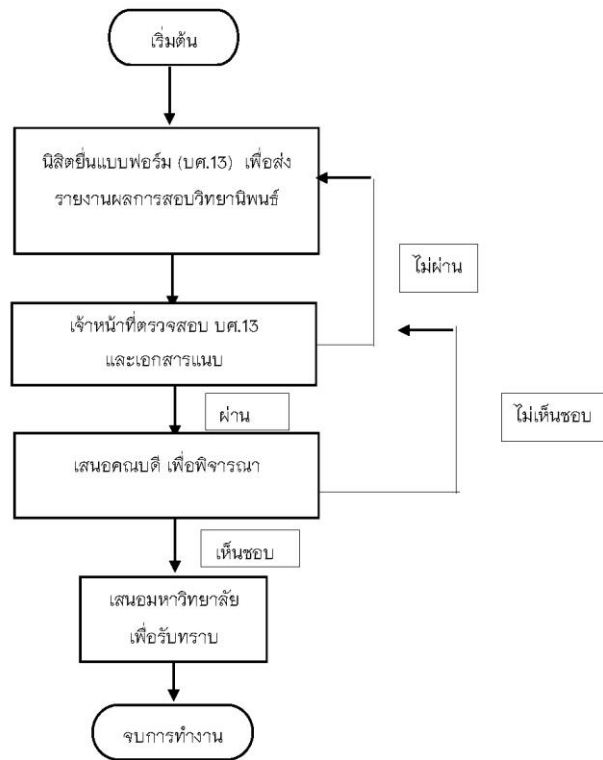 เริ่มต้น
นิสิตยื่นแบบฟอร์ม (บศ.13) เพื่อส่ง
รายงานผลการสอบวิทยานิพนธ์
ไม่ผ่าน
เจ้าหน้าที่ตรวจสอบ บศ.13
และเอกสารแนบ
ผ่าน
ไม่เห็นชอบ
เสนอคณบดี เพื่อพิจารณา
เห็นชอบ
เสนอมหาวิทยาลัย
เพื่อรับทราบ
จบการทำงาน